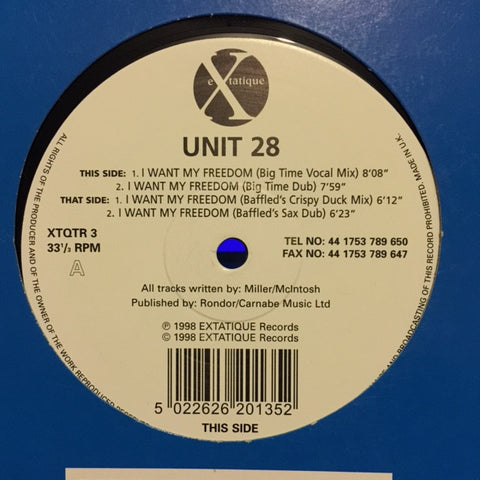 extatique
UNIT 28
THIS SIDE: 1. I WANT MY FREEDOM (Big Time Vocal Mix) 8'08"
2. I WANT MY FREEDOM (Big Time Dub) 7'59"
THAT SIDE: 1. I WANT MY FREEDOM (Baffled's Crispy Duck Mix) 6'12"
2. I WANT MY FREEDOM (Baffled's Sax Dub) 6'23"
XTQTR 3
33⅓ RPM
A
TEL NO: 44 1753 789 650
FAX NO: 44 1753 789 647
All tracks written by: Miller/McIntosh
Published by: Rondor/Carnabe Music Ltd
℗ 1998 EXTATIQUE Records
© 1998 EXTATIQUE Records
5 022626 201352
THIS SIDE
ALL RIGHTS OF THE PRODUCER AND OF THE OWNER OF THE WORK REPRODUCED
AND BROADCASTING OF THIS RECORD PROHIBITED. MADE IN U.K.